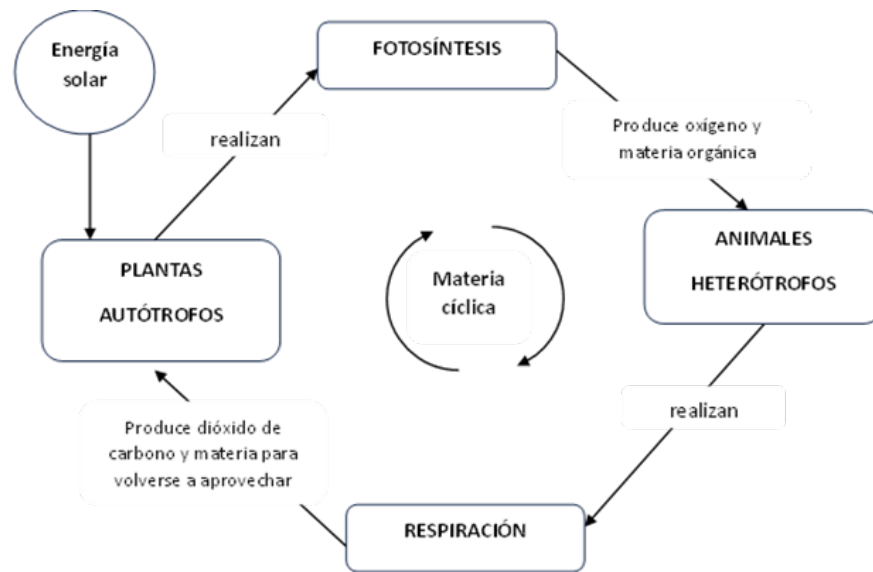 Energía
solar
FOTOSÍNTESIS
realizan
Produce oxígeno y
materia orgánica
PLANTAS
AUTÓTROFOS
Materia
cíclica
ANIMALES
HETERÓTROFOS
realizan
Produce dióxido de
carbono y materia para
volverse a aprovechar
RESPIRACIÓN